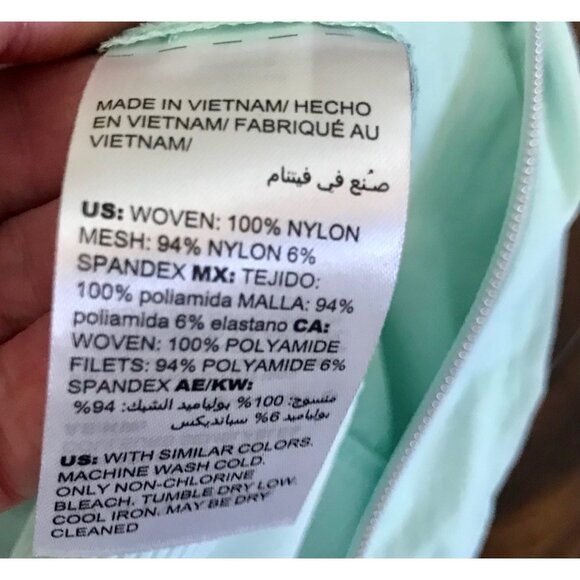 MADE IN VIETNAM/ HECHO
EN VIETNAM/ FABRIQUÉ AU
VIETNAM/
صنع في فيتنام
US: WOVEN: 100% NYLON
MESH: 94% NYLON 6%
SPANDEX MX: TEJIDO:
100% poliamida MALLA: 94%
poliamida 6% elastano CA:
WOVEN: 100% POLYAMIDE
FILETS: 94% POLYAMIDE 6%
SPANDEX AE/KW:
منسوج: 100% بولياميد الشبك: 94%
بولياميد 6% سبانديكس
US: WITH SIMILAR COLORS.
MACHINE WASH COLD.
ONLY NON-CHLORINE
BLEACH. TUMBLE DRY LOW.
COOL IRON. MAY BE DRY
CLEANED